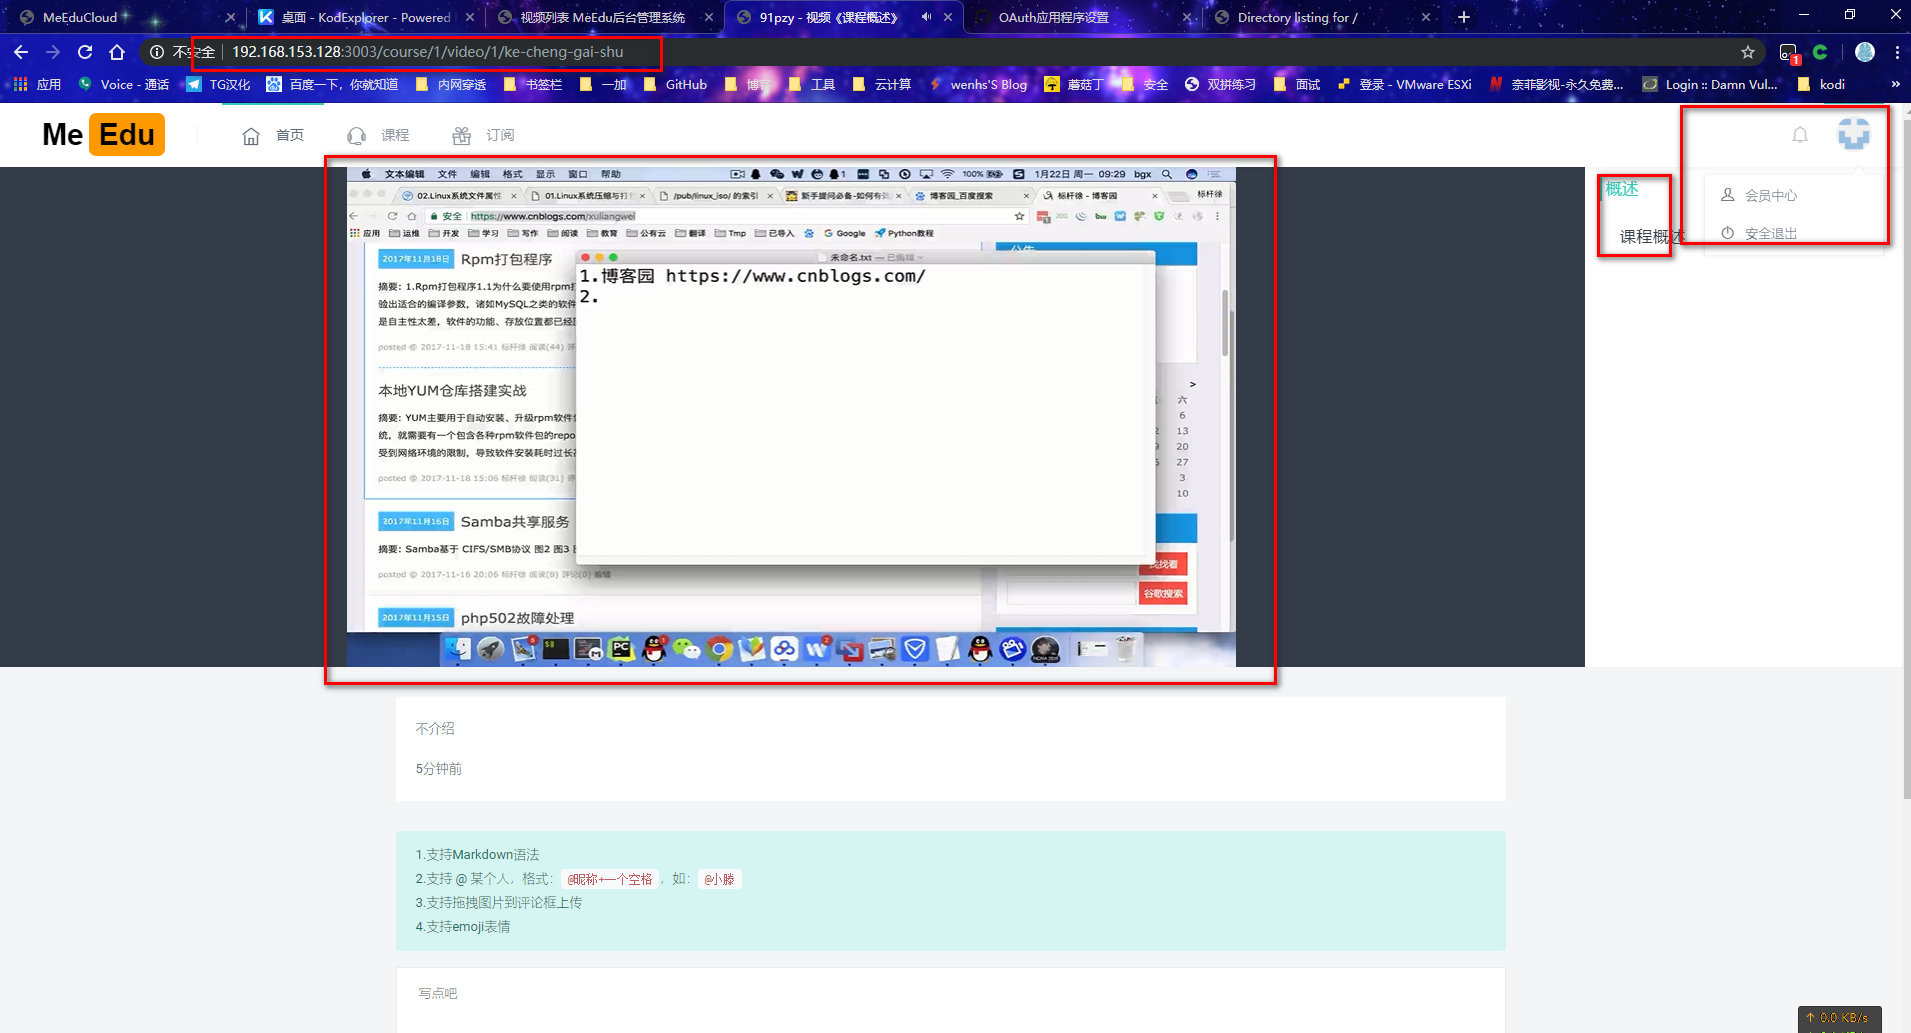 MeEduCloud
桌面 - KodExplorer - Powered
视频列表 MeEdu后台管理系统
91pzy - 视频《课程概述》
OAuth应用程序设置
Directory listing for /
不安全
192.168.153.128:3003/course/1/video/1/ke-cheng-gai-shu
1
应用
Voice - 通话
TG汉化
百度一下，你就知道
内网穿透
书签栏
一加
GitHub
博客
工具
云计算
wenhs'S Blog
蘑菇丁
安全
双拼练习
面试
登录 - VMware ESXi
奈菲影视-永久免费...
Login :: Damn Vul...
kodi
»
Me Edu
首页
课程
订阅
会员中心
安全退出
概述
课程概述
文本编辑 文件 编辑 格式 显示 窗口 帮助
100%
1月22日 周一 09:29 bgx
02.Linux系统文件属性
01.Linux系统压缩与打包
/pub/linux_iso/ 的索引
新手提问必备-如何有效
博客园_百度搜索
标杆徐 - 博客园
标杆徐
安全 https://www.cnblogs.com/xuliangwei
应用 运维 开发 学习 写作 阅读 教育 公有云 翻译 Tmp 已导入 Google Python教程
公告
2017年11月18日 Rpm打包程序
摘要：1.Rpm打包程序1.1为什么要使用rpm打
验出适合的编译参数，诸如MySQL之类的软件
是自主性太差，软件的功能、存放位置都已经
posted @ 2017-11-18 15:41 标杆徐 阅读(44) 评
本地YUM仓库搭建实战
摘要：YUM主要用于自动安装、升级rpm软件
统，就需要有一个包含各种rpm软件包的repo
受到网络环境的限制，导致软件安装耗时过长
posted @ 2017-11-18 15:06 标杆徐 阅读(31) 评
2017年11月16日 Samba共享服务
摘要：Samba基于 CIFS/SMB协议 图2 图3
posted @ 2017-11-16 20:06 标杆徐 阅读(8) 评论(0) 编辑
2017年11月15日 php502故障处理
未命名.txt — 已编辑
1.博客园 https://www.cnblogs.com/
2.
>
六
6
13
20
27
3
10
找找看
谷歌搜索
不介绍
5分钟前
1.支持Markdown语法
2.支持 @ 某个人，格式： @昵称+一个空格 ，如： @小滕
3.支持拖拽图片到评论框上传
4.支持emoji表情
写点吧
↑ 0.0 KB/s